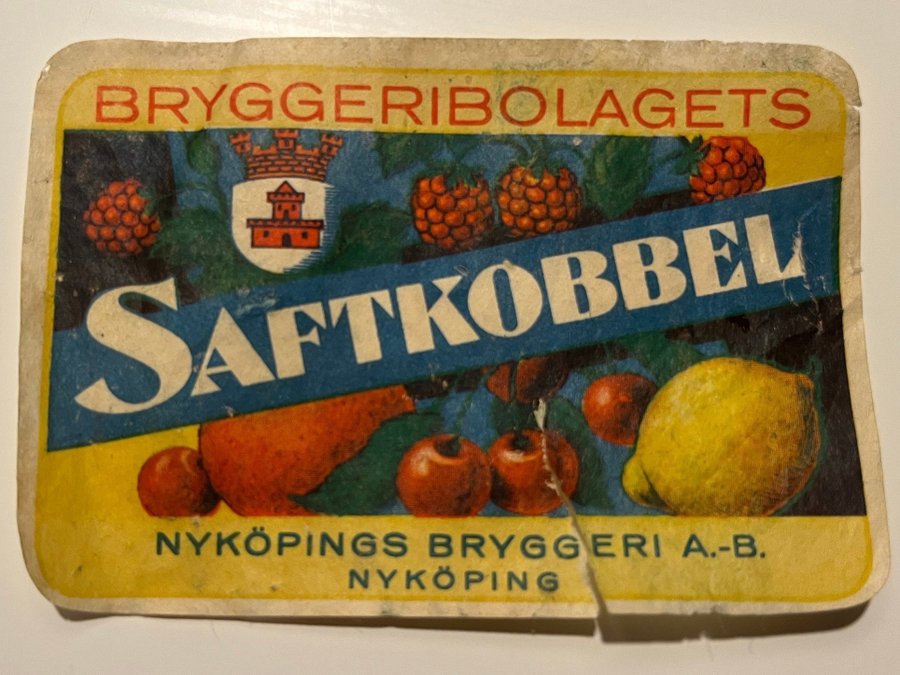 BRYGGERIBOLAGETS
SAFTKOBBEL
NYKÖPINGS BRYGGERI A.-B.
NYKÖPING